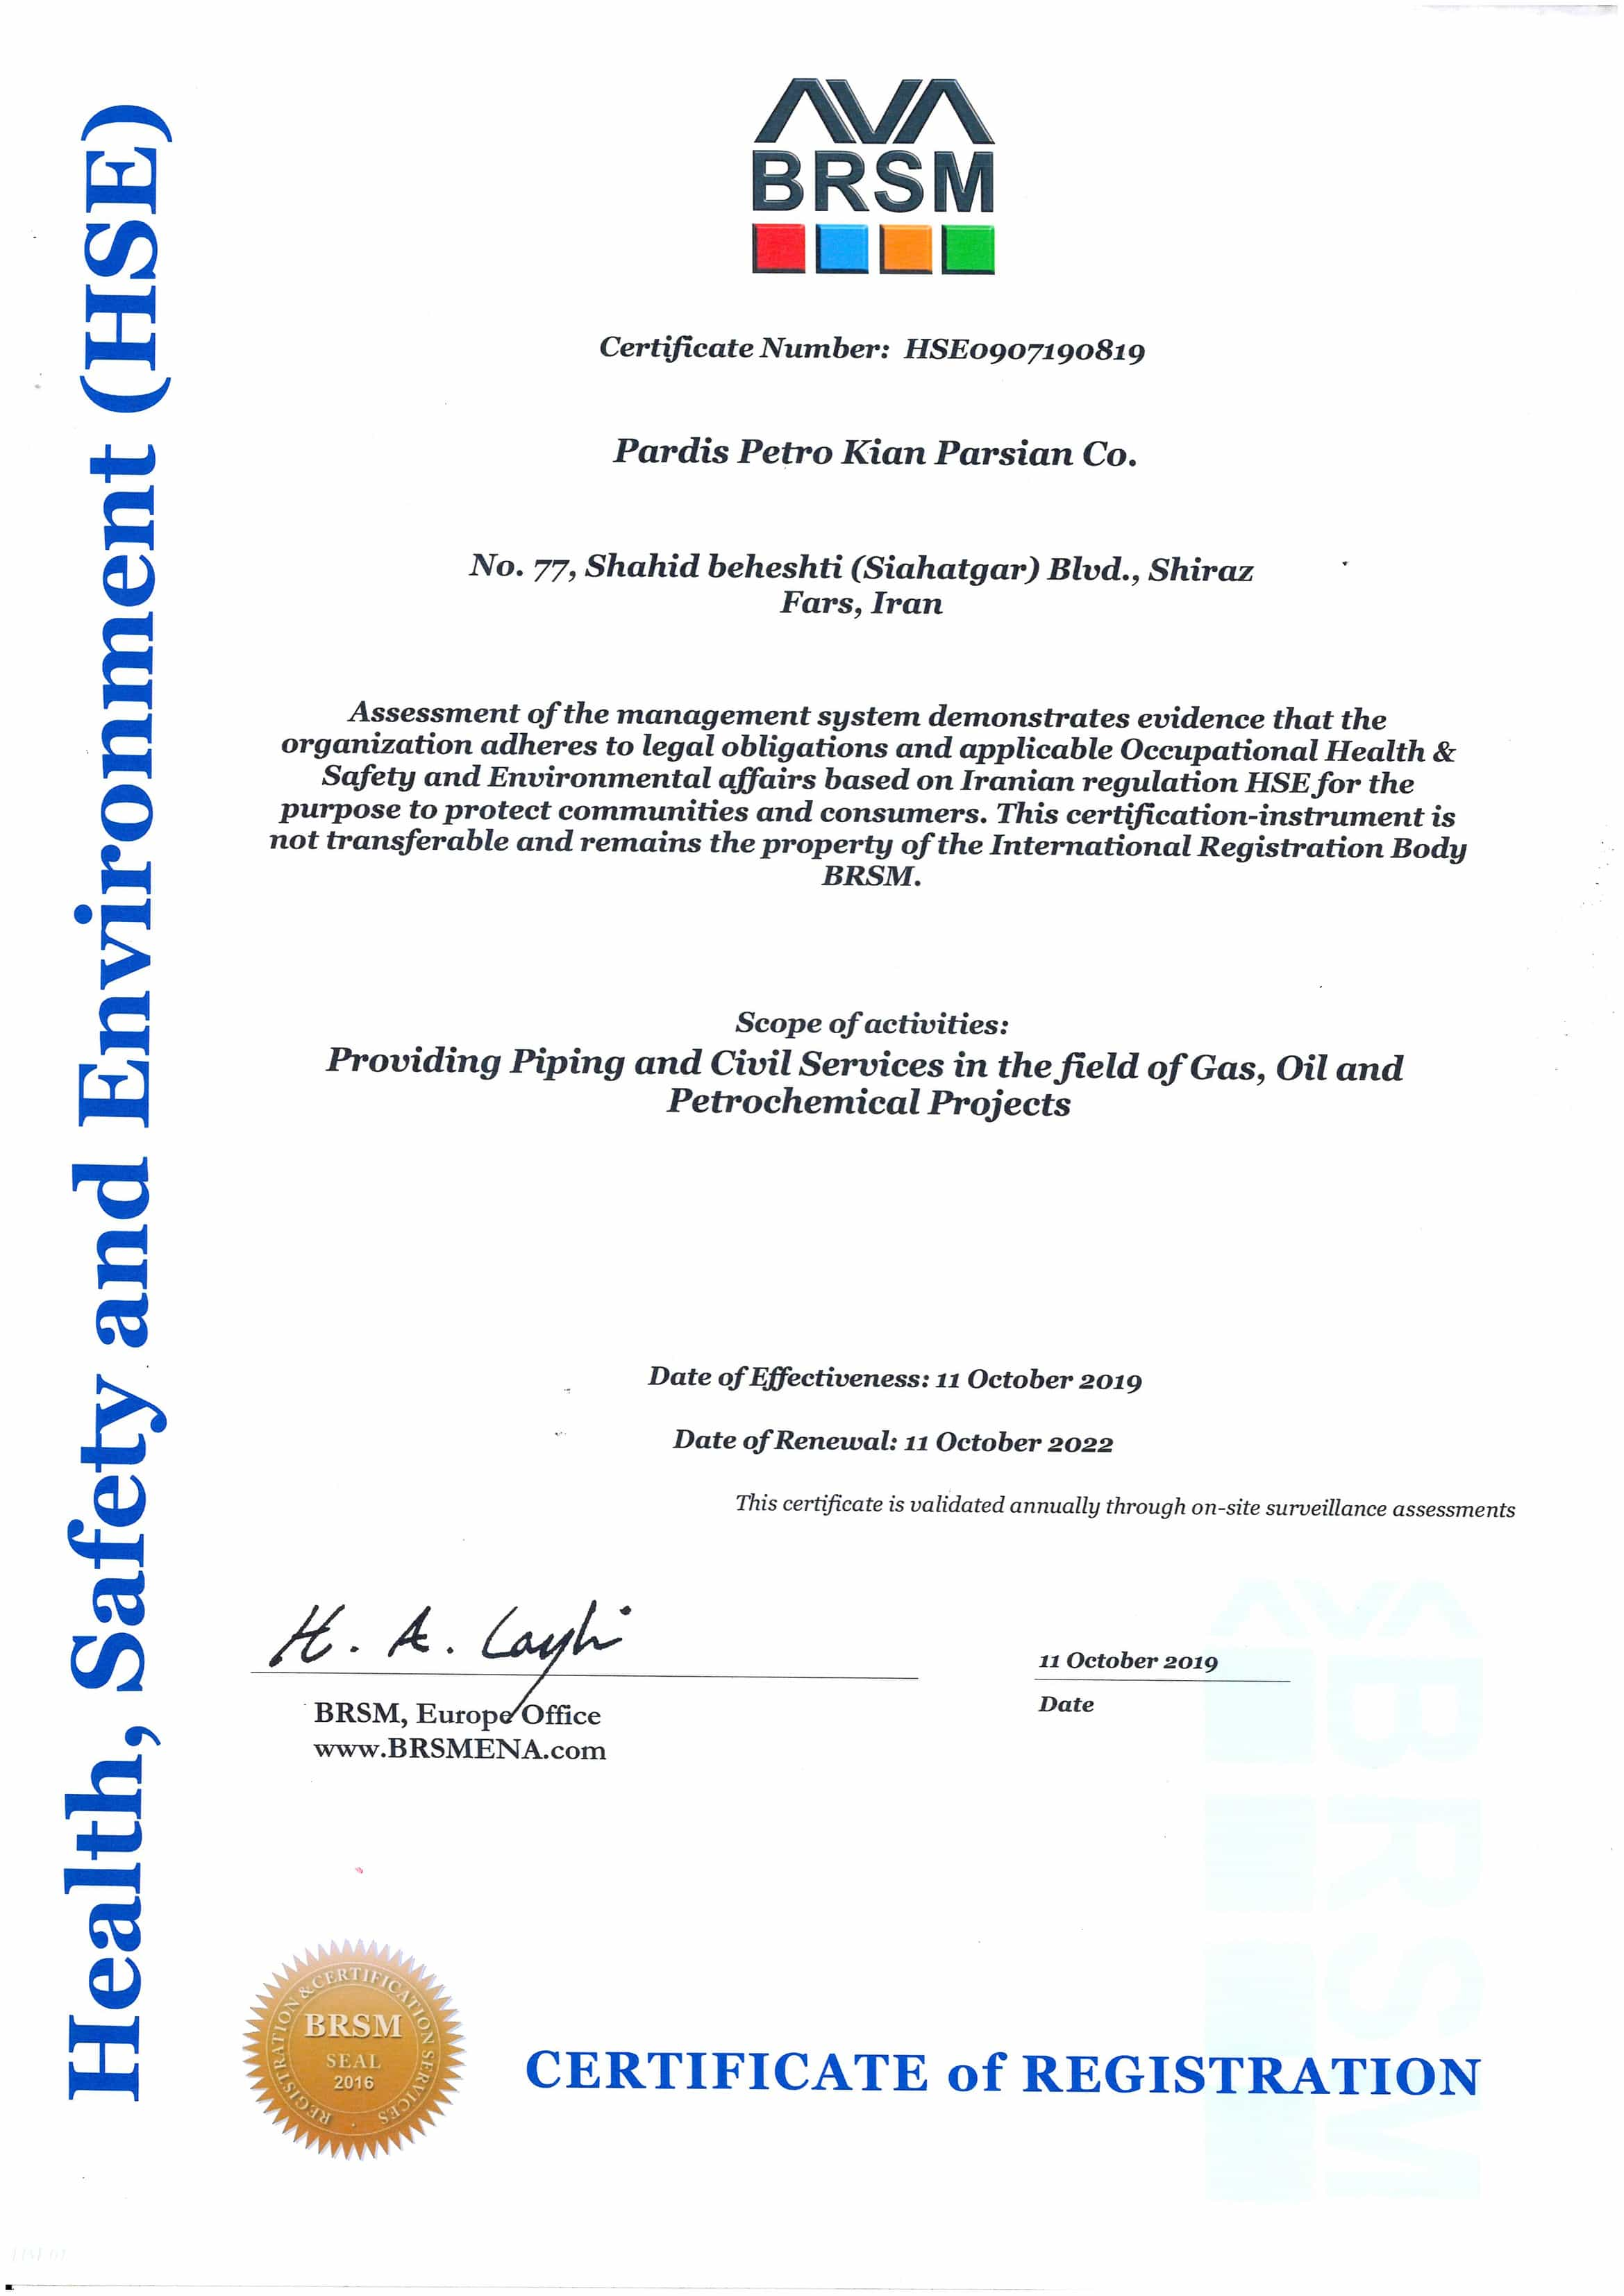 Health, Safety and Environment (HSE)
BRSM
Certificate Number: HSE0907190819
Pardis Petro Kian Parsian Co.
No. 77, Shahid beheshti (Siahatgar) Blvd., Shiraz
Fars, Iran
Assessment of the management system demonstrates evidence that the
organization adheres to legal obligations and applicable Occupational Health &
Safety and Environmental affairs based on Iranian regulation HSE for the
purpose to protect communities and consumers. This certification-instrument is
not transferable and remains the property of the International Registration Body
BRSM.
Scope of activities:
Providing Piping and Civil Services in the field of Gas, Oil and
Petrochemical Projects
Date of Effectiveness: 11 October 2019
Date of Renewal: 11 October 2022
This certificate is validated annually through on-site surveillance assessments
H. A.
11 October 2019
BRSM, Europe Office
Date
www.BRSMENA.com
BRSM
REGISTRATION & CERTIFICATION SERVICES
BRSM
SEAL
2016
CERTIFICATE of REGISTRATION